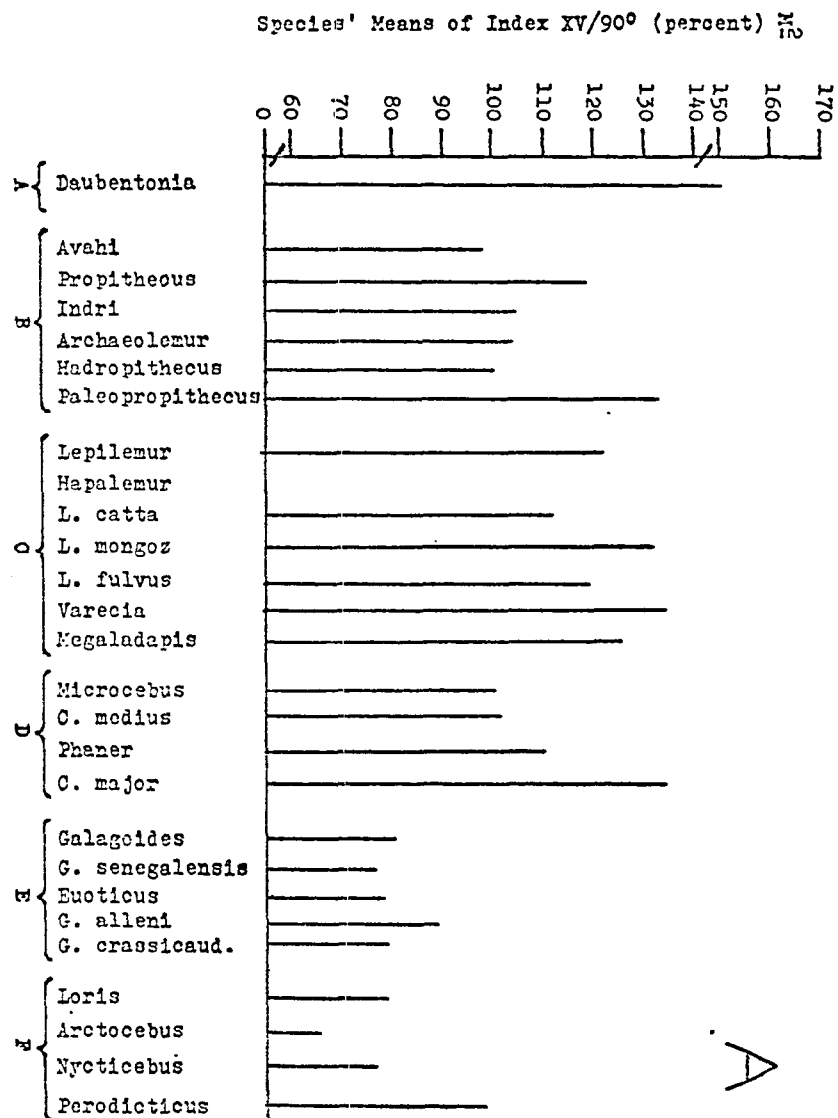 Species' Means of Index XV/90° (percent) M2
0 60 70 80 90 100 110 120 130 140 150 160 170
A
Daubentonia
B
Avahi
Propithecus
Indri
Archaeolemur
Hadropithecus
Paleopropithecus
C
Lepilemur
Hapalemur
L. catta
L. mongoz
L. fulvus
Varecia
Megaladapis
D
Microcebus
C. medius
Phaner
C. major
E
Galagoides
G. senegalensis
Euoticus
G. alleni
G. crassicaud.
F
Loris
Arctocebus
Nycticebus
Perodicticus
A